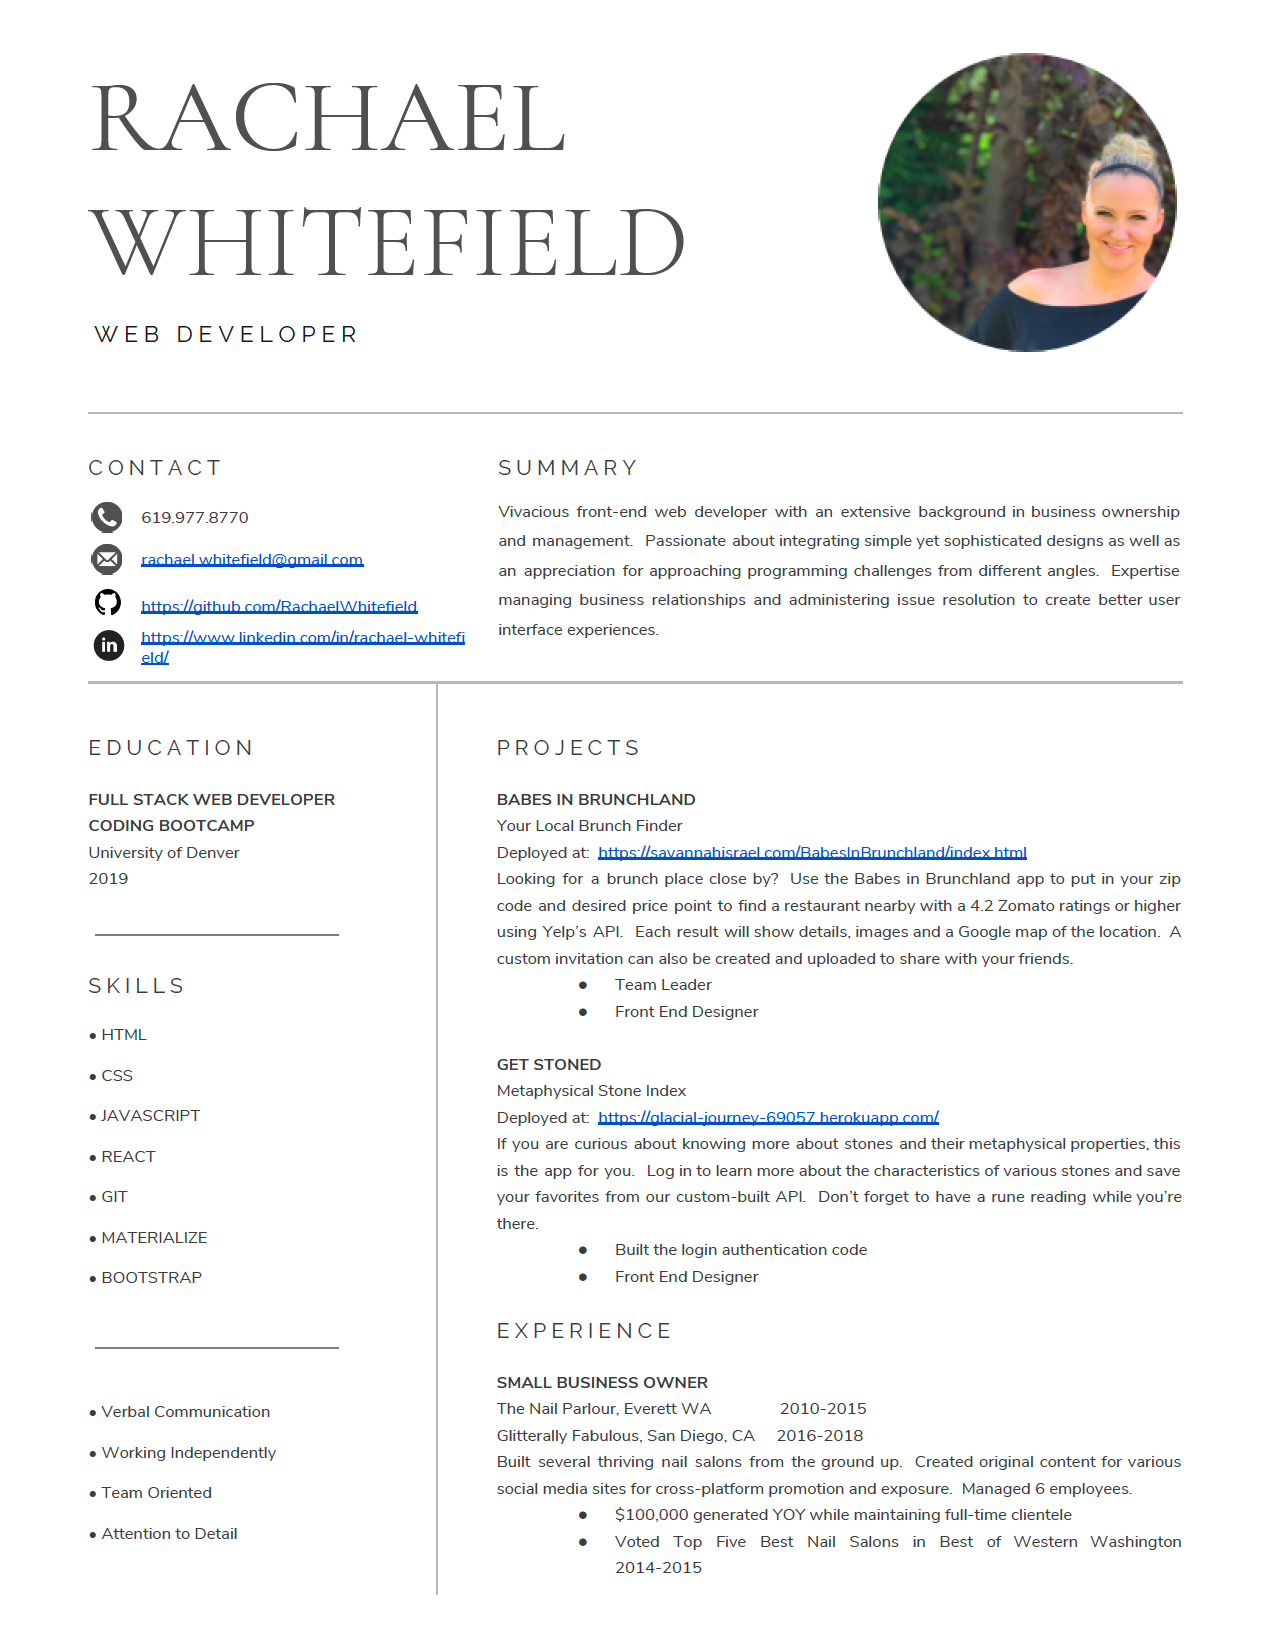 RACHAEL
WHITEFIELD
WEB DEVELOPER
CONTACT
619.977.8770
rachael.whitefield@gmail.com
https://github.com/RachaelWhitefield
https://www.linkedin.com/in/rachael-whitefi
eld/
SUMMARY
Vivacious front-end web developer with an extensive background in business ownership
and management. Passionate about integrating simple yet sophisticated designs as well as
an appreciation for approaching programming challenges from different angles. Expertise
managing business relationships and administering issue resolution to create better user
interface experiences.
EDUCATION
FULL STACK WEB DEVELOPER
CODING BOOTCAMP
University of Denver
2019
SKILLS
• HTML
• CSS
• JAVASCRIPT
• REACT
• GIT
• MATERIALIZE
• BOOTSTRAP
• Verbal Communication
• Working Independently
• Team Oriented
• Attention to Detail
PROJECTS
BABES IN BRUNCHLAND
Your Local Brunch Finder
Deployed at: https://savannahisrael.com/BabesInBrunchland/index.html
Looking for a brunch place close by? Use the Babes in Brunchland app to put in your zip
code and desired price point to find a restaurant nearby with a 4.2 Zomato ratings or higher
using Yelp's API. Each result will show details, images and a Google map of the location. A
custom invitation can also be created and uploaded to share with your friends.
● Team Leader
● Front End Designer
GET STONED
Metaphysical Stone Index
Deployed at: https://glacial-journey-69057.herokuapp.com/
If you are curious about knowing more about stones and their metaphysical properties, this
is the app for you. Log in to learn more about the characteristics of various stones and save
your favorites from our custom-built API. Don't forget to have a rune reading while you're
there.
● Built the login authentication code
● Front End Designer
EXPERIENCE
SMALL BUSINESS OWNER
The Nail Parlour, Everett WA 2010-2015
Glitterally Fabulous, San Diego, CA 2016-2018
Built several thriving nail salons from the ground up. Created original content for various
social media sites for cross-platform promotion and exposure. Managed 6 employees.
● $100,000 generated YOY while maintaining full-time clientele
● Voted Top Five Best Nail Salons in Best of Western Washington
2014-2015